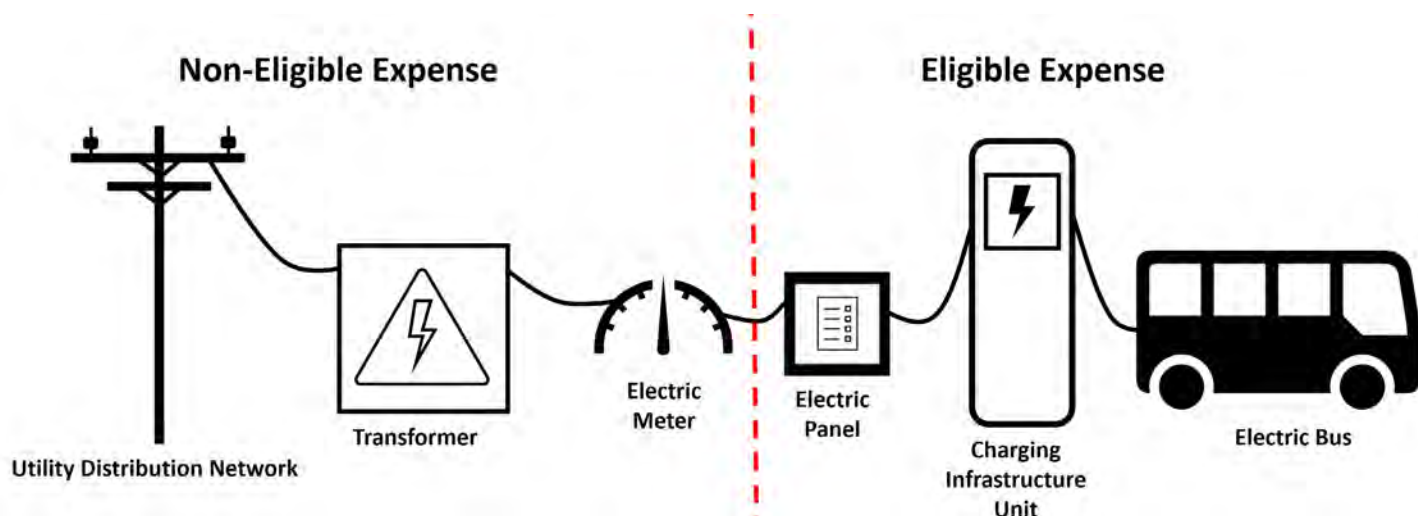 Non-Eligible Expense
Eligible Expense
Utility Distribution Network
Transformer
Electric
Meter
Electric
Panel
Charging
Infrastructure
Unit
Electric Bus